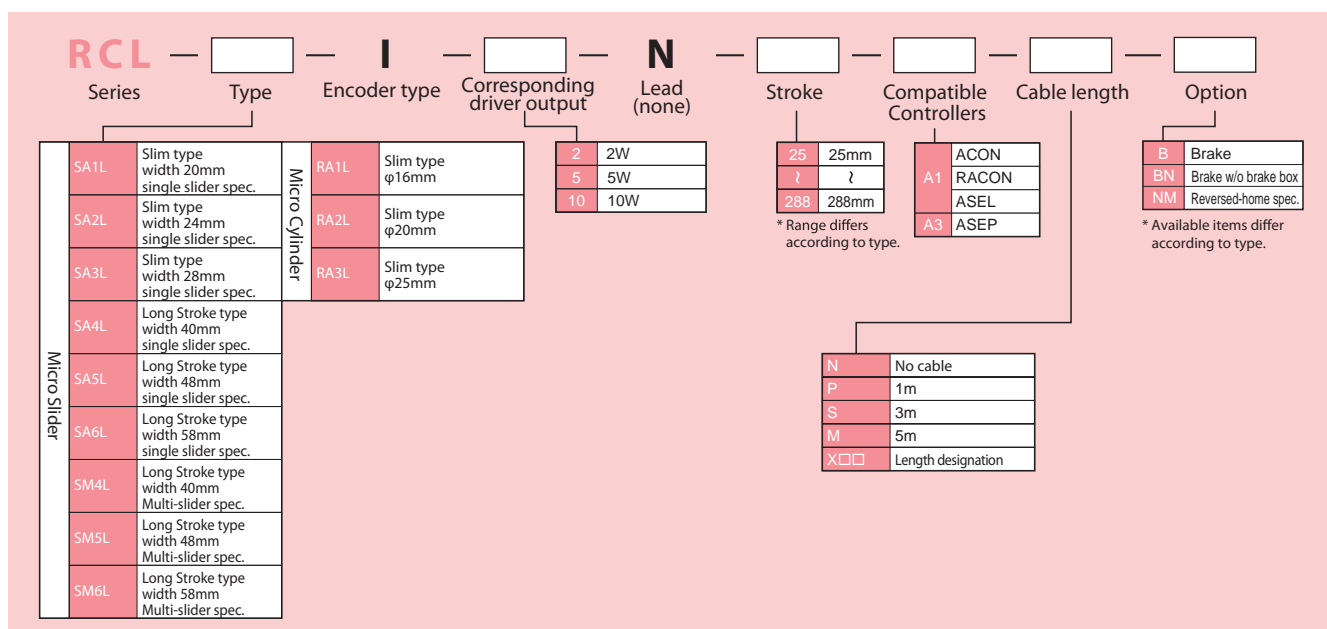 RCL — — I — — N — — — —
Series Type Encoder type Corresponding driver output Lead (none) Stroke Compatible Controllers Cable length Option
Micro Slider
SA1L Slim type
width 20mm
single slider spec.
SA2L Slim type
width 24mm
single slider spec.
SA3L Slim type
width 28mm
single slider spec.
SA4L Long Stroke type
width 40mm
single slider spec.
SA5L Long Stroke type
width 48mm
single slider spec.
SA6L Long Stroke type
width 58mm
single slider spec.
SM4L Long Stroke type
width 40mm
Multi-slider spec.
SM5L Long Stroke type
width 48mm
Multi-slider spec.
SM6L Long Stroke type
width 58mm
Multi-slider spec.
Micro Cylinder
RA1L Slim type
φ16mm
RA2L Slim type
φ20mm
RA3L Slim type
φ25mm
2 2W
5 5W
10 10W
25 25mm
~ ~
288 288mm
* Range differs
according to type.
A1 ACON
RACON
ASEL
A3 ASEP
N No cable
P 1m
S 3m
M 5m
X□□ Length designation
B Brake
BN Brake w/o brake box
NM Reversed-home spec.
* Available items differ
according to type.